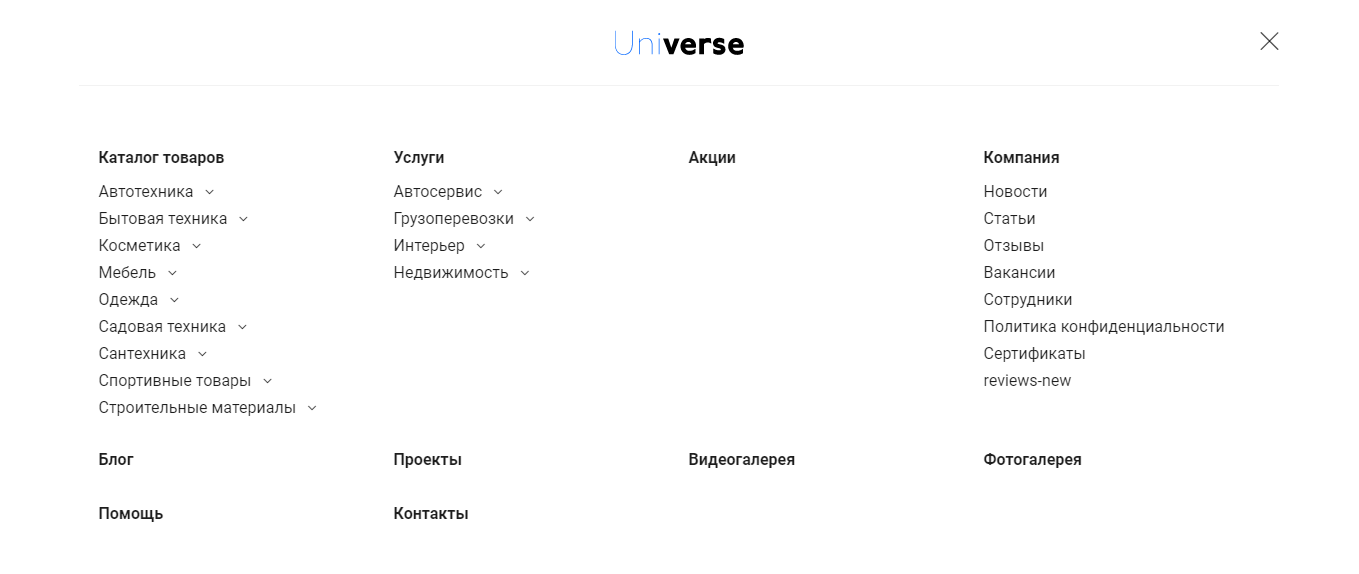 Universe
Каталог товаров
Автотехника
Бытовая техника
Косметика
Мебель
Одежда
Садовая техника
Сантехника
Спортивные товары
Строительные материалы
Услуги
Автосервис
Грузоперевозки
Интерьер
Недвижимость
Акции
Компания
Новости
Статьи
Отзывы
Вакансии
Сотрудники
Политика конфиденциальности
Сертификаты
reviews-new
Блог
Проекты
Видеогалерея
Фотогалерея
Помощь
Контакты